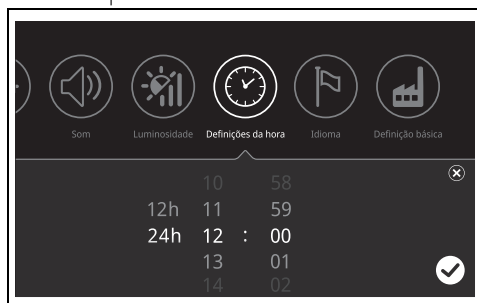 Som Luminosidade Definições da hora Idioma Definição básica
10 58
12h 11 59
24h 12 : 00
13 01
14 02